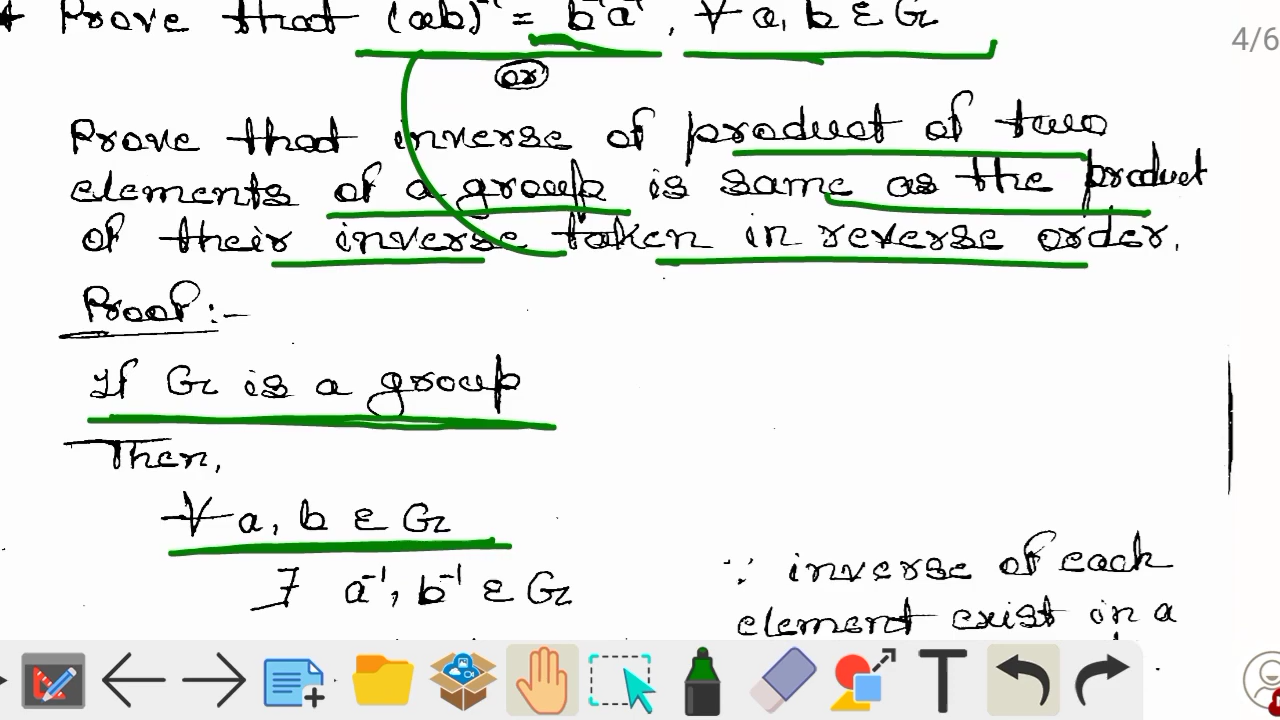 * Prove that (ab)⁻¹ = b⁻¹a⁻¹, ∀ a, b ∈ G
4/6
or
Prove that inverse of product of two
elements of a group is same as the product
of their inverse taken in reverse order.
Proof:-
If G is a group
Then,
∀ a, b ∈ G
∃ a⁻¹, b⁻¹ ∈ G
∵ inverse of each
element exist in a
T